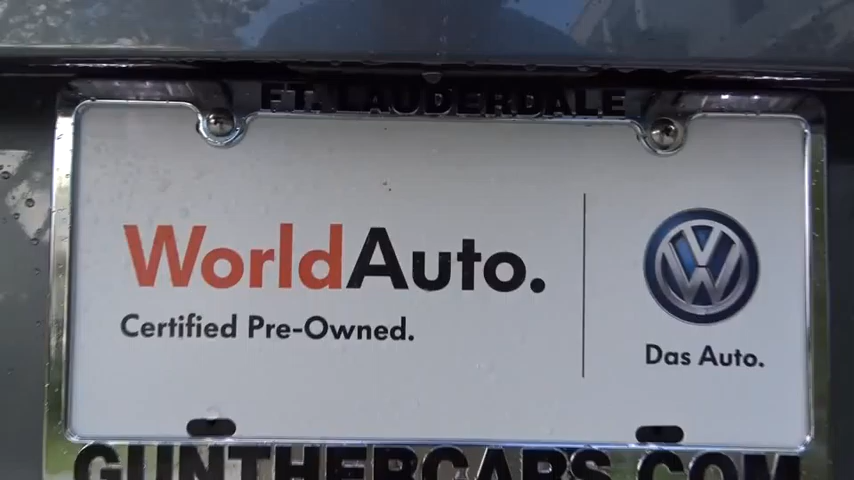 FT. LAUDERDALE
WorldAuto.
Certified Pre-Owned.
Das Auto.
GUNTHERCARS.COM